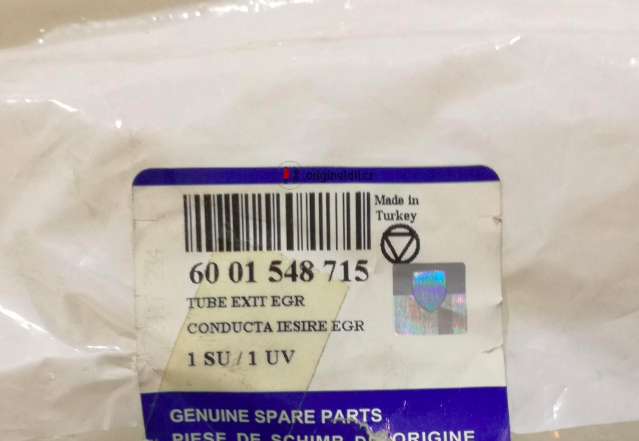 originaldil.cz
Made in
Turkey
60 01 548 715
TUBE EXIT EGR
CONDUCTA IESIRE EGR
1 SU / 1 UV
GENUINE SPARE PARTS
PIESE DE SCHIMB DE ORIGINE